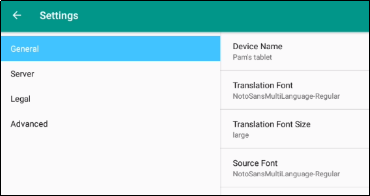 Settings
General
Server
Legal
Advanced
Device Name
Pam's tablet
Translation Font
NotoSansMultiLanguage-Regular
Translation Font Size
large
Source Font
NotoSansMultiLanguage-Regular